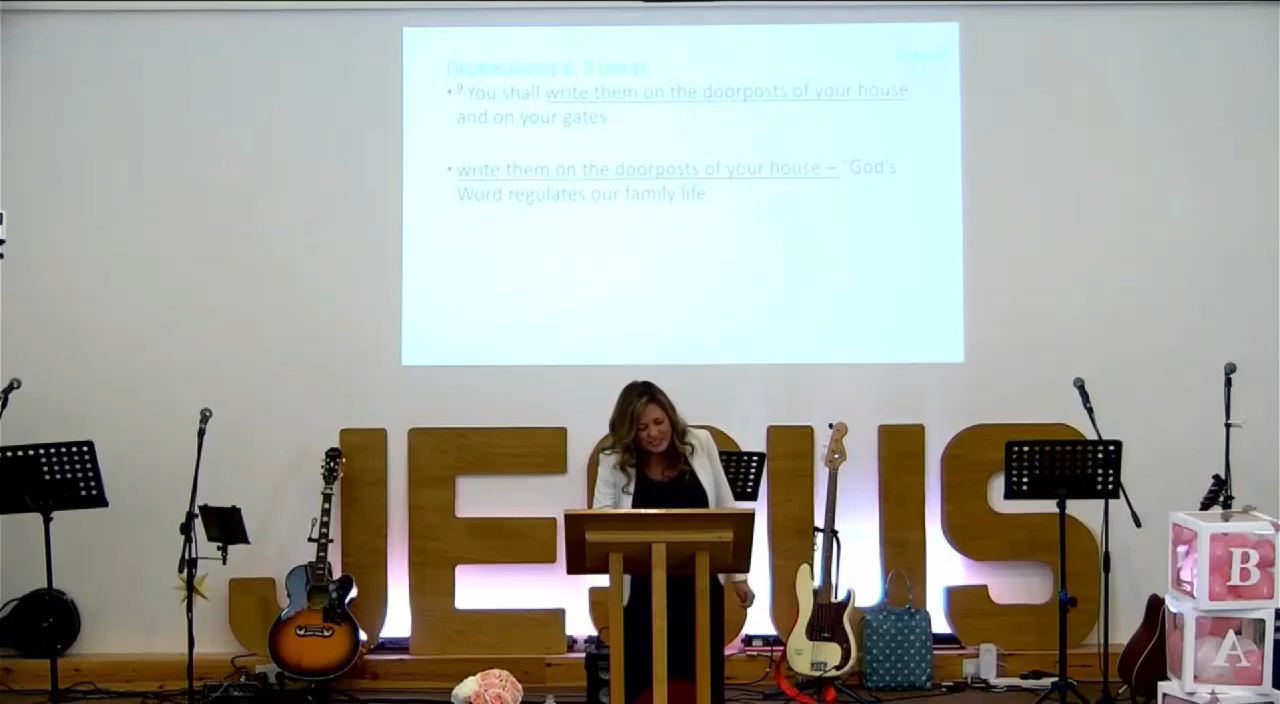 ⁹ You shall write them on the doorposts of your house
and on your gates
• write them on the doorposts of your house – "God's
Word regulates our family life
JESUS
B
A